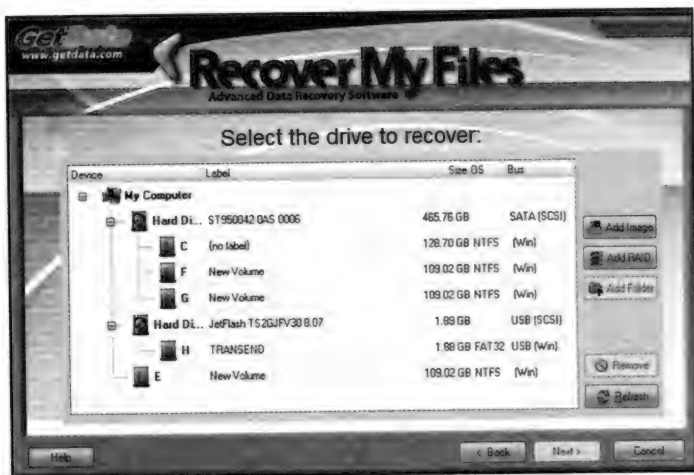 GetData
www.getdata.com
Recover My Files
Advanced Data Recovery Software
Select the drive to recover:
Device Label Size OS Bus
My Computer
Hard Di... ST950042 0AS 0006 465.76 GB SATA (SCSI)
C (no label) 128.70 GB NTFS (Win)
F New Volume 109.02 GB NTFS (Win)
G New Volume 109.02 GB NTFS (Win)
Hard Di... JetFlash TS2GJFV30 8.07 1.89 GB USB (SCSI)
H TRANSEND 1.88 GB FAT32 USB (Win)
E New Volume 109.02 GB NTFS (Win)
Add Image
Add RAID
Add Folder
Remove
Refresh
Help < Back Next > Cancel